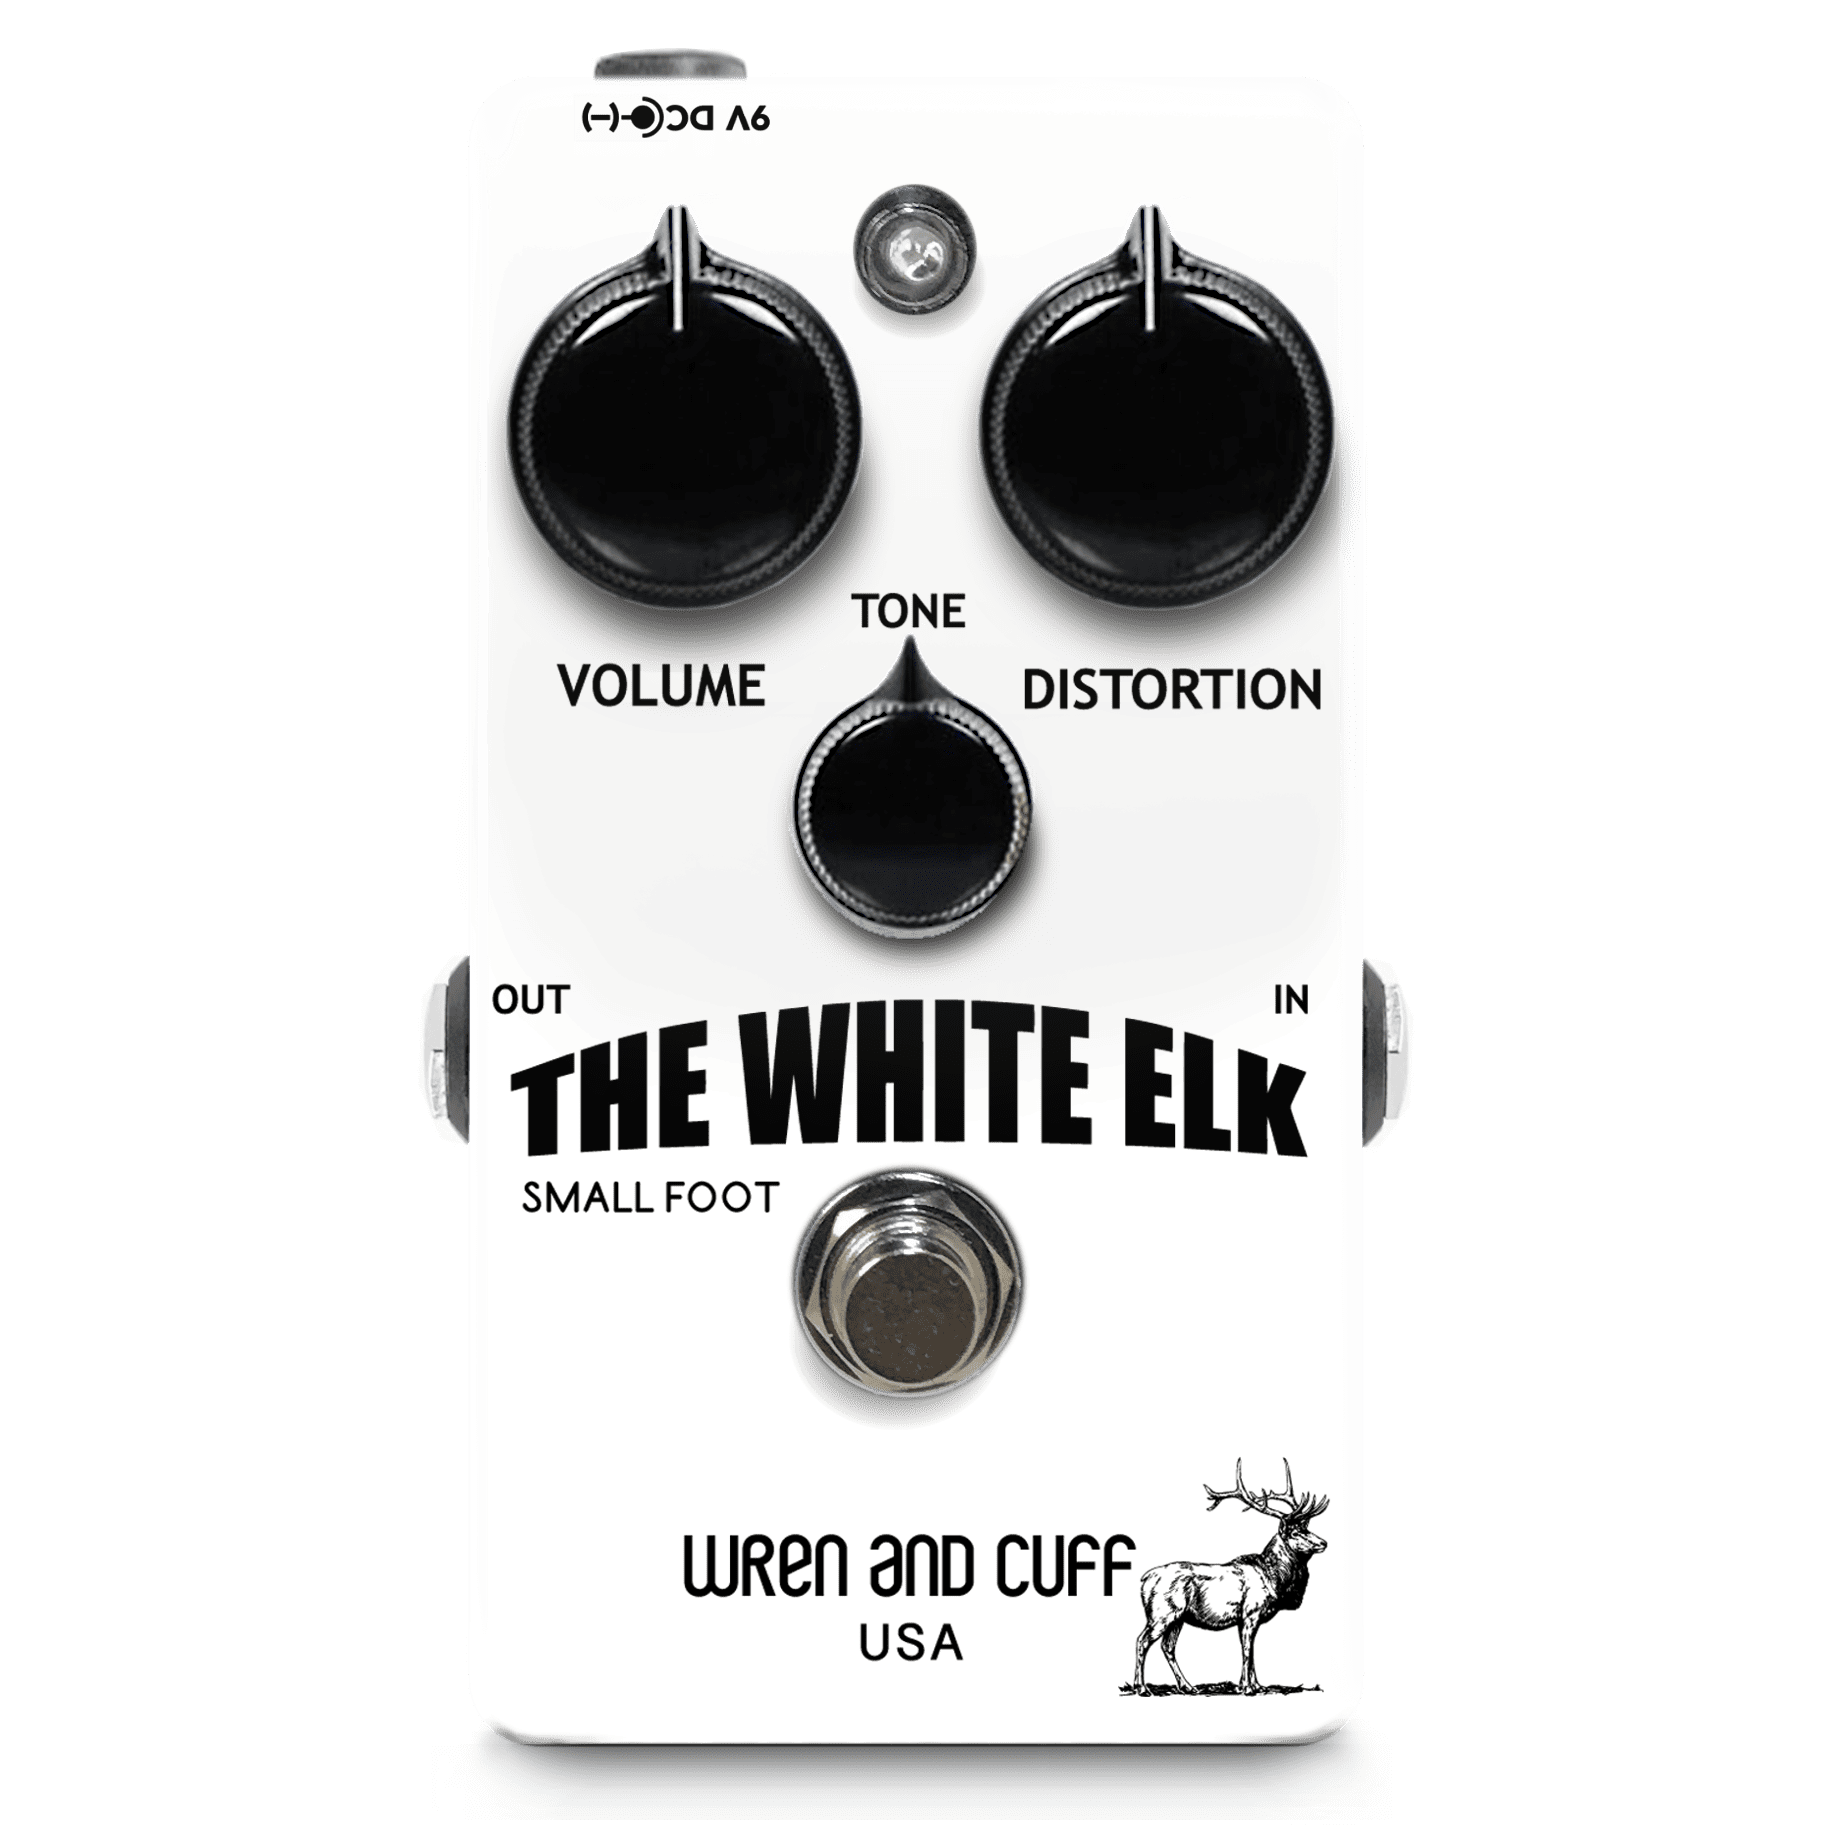 9V DC (-)
TONE
VOLUME
DISTORTION
OUT
IN
THE WHITE ELK
SMALL FOOT
wren and cuff
USA